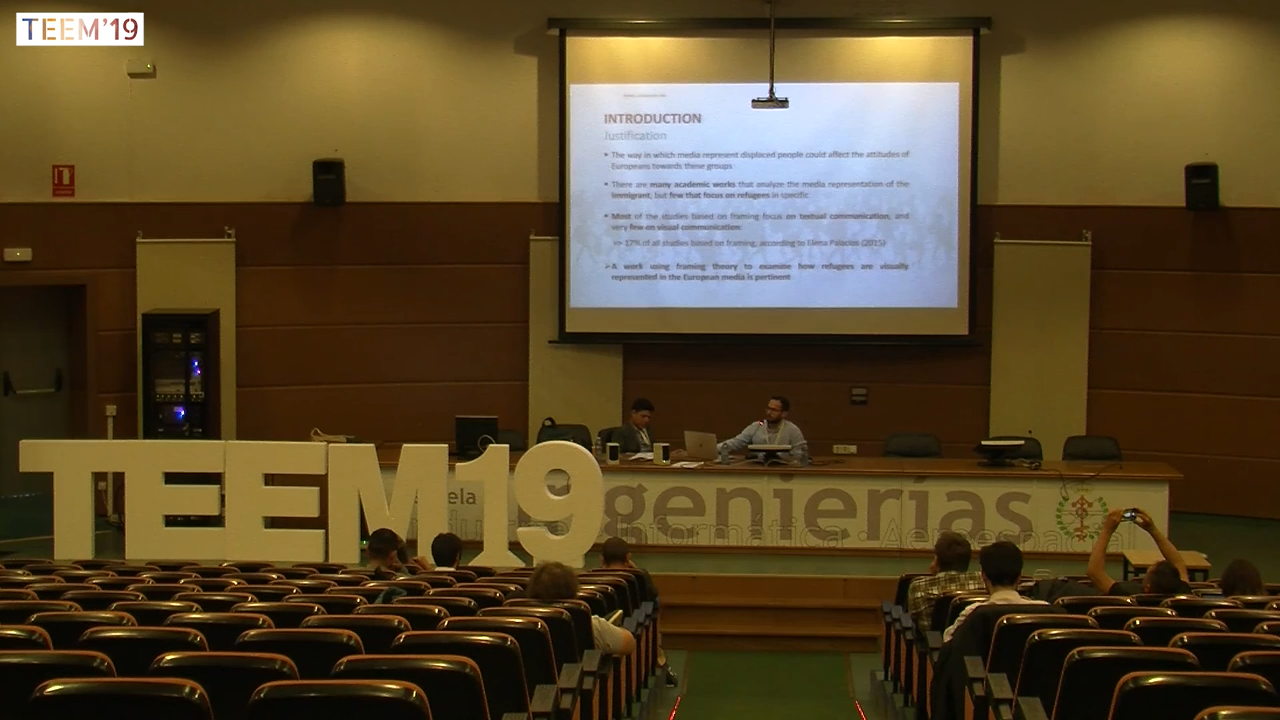 TEEM'19
INTRODUCTION
Justification
• The way in which media represent displaced people could affect the attitudes of
Europeans towards these groups
• There are many academic works that analyze the media representation of the
immigrant, but few that focus on refugees in specific
• Most of the studies based on framing focus on textual communication, and
very few on visual communication:
=> 17% of all studies based on framing, according to Elena Palacios (2015)
➢ A work using framing theory to examine how refugees are visually
represented in the European media is pertinent
TEEM19
ngenierías
Informática · Aeroespacial